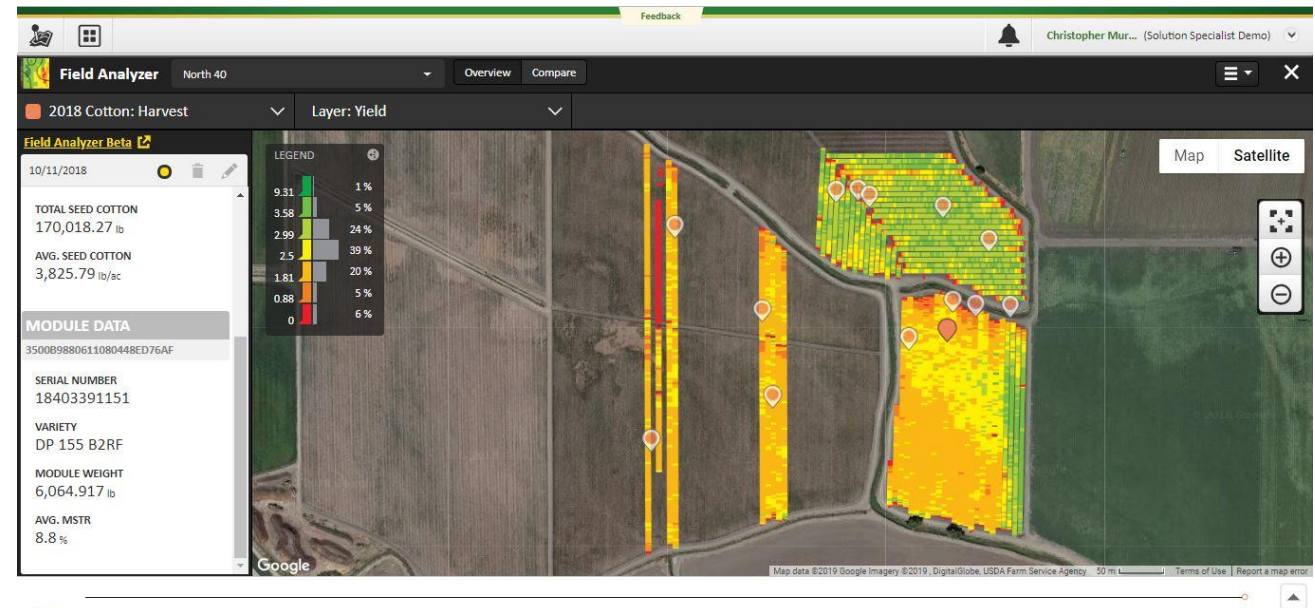 Feedback
Christopher Mur... (Solution Specialist Demo)
Field Analyzer North 40 Overview Compare
2018 Cotton: Harvest Layer: Yield
Field Analyzer Beta
10/11/2018
TOTAL SEED COTTON
170,018.27 lb
AVG. SEED COTTON
3,825.79 lb/ac
MODULE DATA
3500B9880611080448ED76AF
SERIAL NUMBER
18403391151
VARIETY
DP 155 B2RF
MODULE WEIGHT
6,064.917 lb
AVG. MSTR
8.8 %
LEGEND
9.31 1 %
3.58 5 %
2.99 24 %
2.5 39 %
1.81 20 %
0.88 5 %
0 6 %
Map Satellite
Google
Map data ©2019 Google Imagery ©2019 , DigitalGlobe, USDA Farm Service Agency 50 m Terms of Use Report a map error